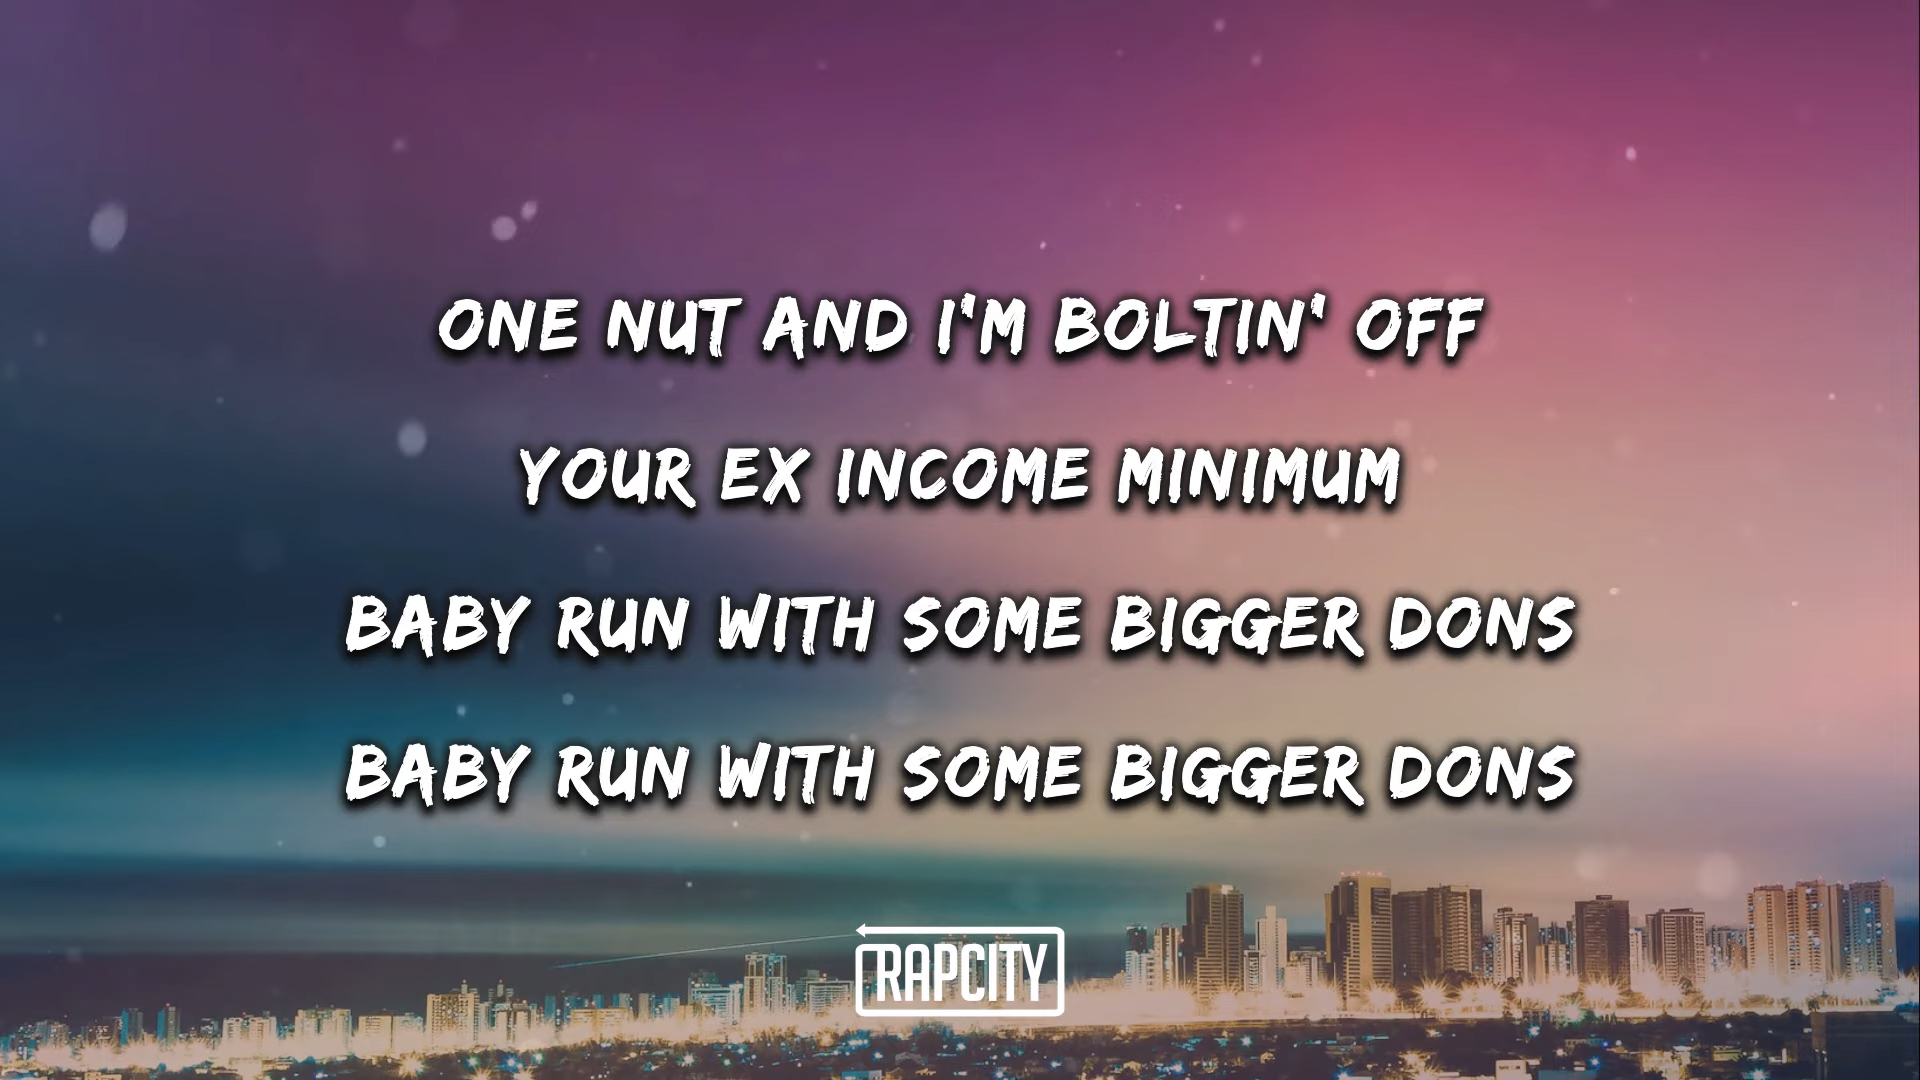 ONE NUT AND I'M BOLTIN' OFF
YOUR EX INCOME MINIMUM
BABY RUN WITH SOME BIGGER DONS
BABY RUN WITH SOME BIGGER DONS
RAPCITY